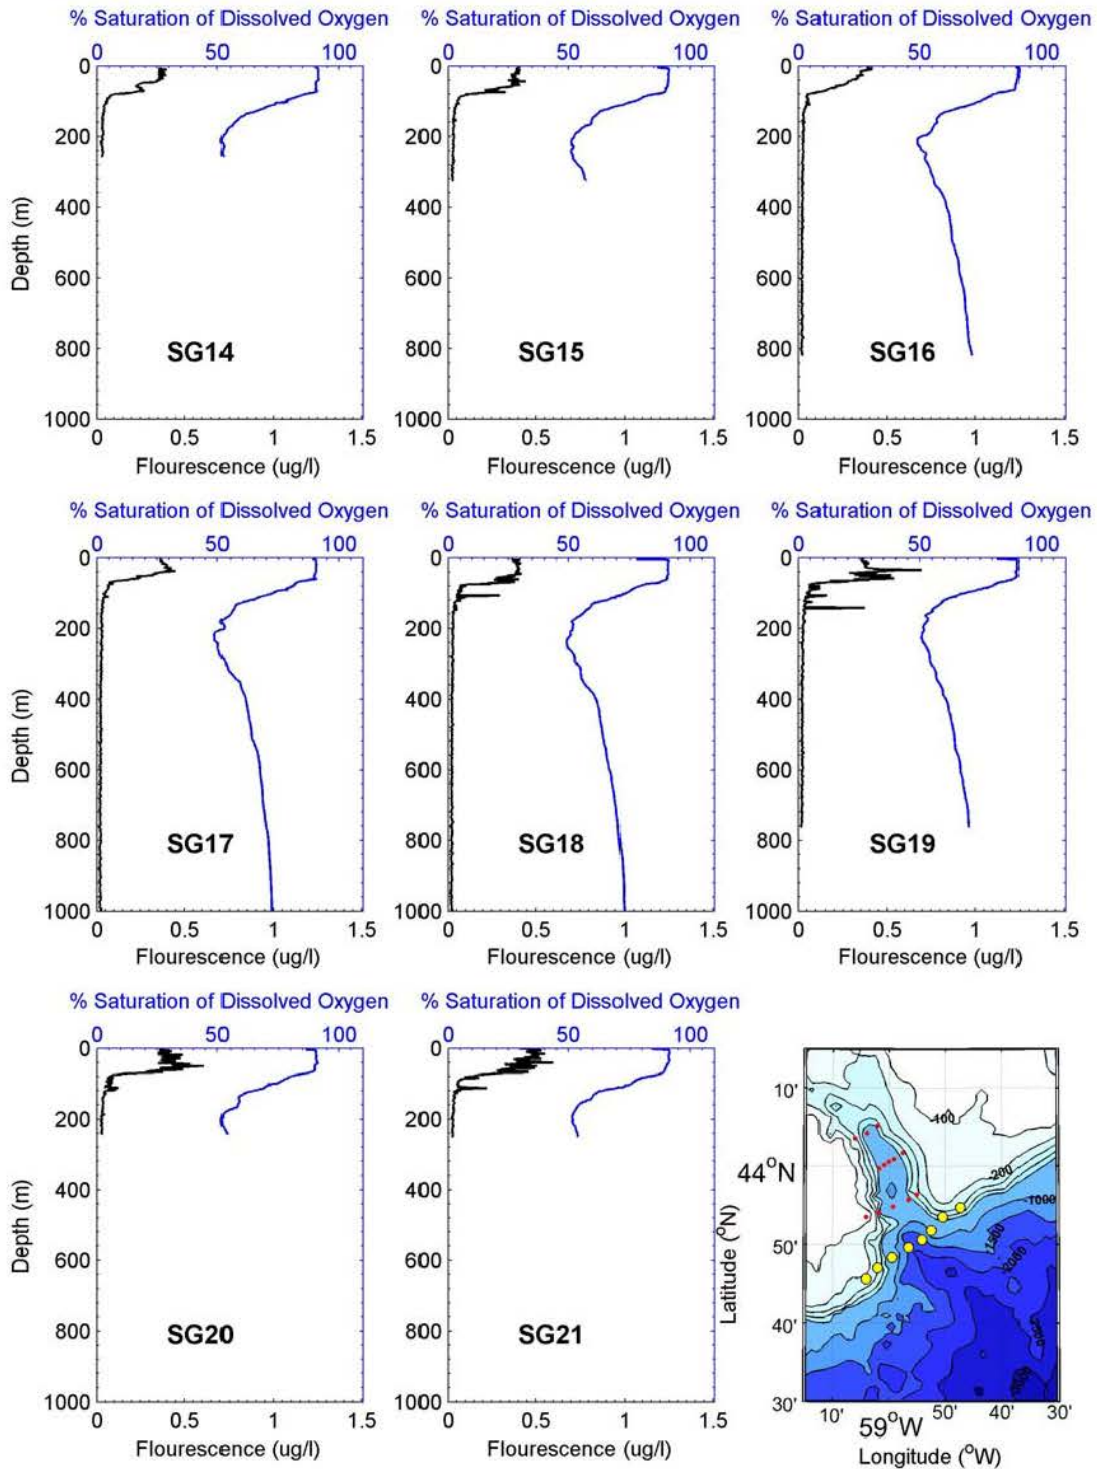 % Saturation of Dissolved Oxygen % Saturation of Dissolved Oxygen % Saturation of Dissolved Oxygen
0 50 100 0 50 100 0 50 100
0 0 0
200 200 200
400 400 400
600 600 600
800 800 800
1000 1000 1000
Depth (m)
SG14 SG15 SG16
0 0.5 1 1.5 0 0.5 1 1.5 0 0.5 1 1.5
Flourescence (ug/l) Flourescence (ug/l) Flourescence (ug/l)
% Saturation of Dissolved Oxygen % Saturation of Dissolved Oxygen % Saturation of Dissolved Oxygen
0 50 100 0 50 100 0 50 100
0 0 0
200 200 200
400 400 400
600 600 600
800 800 800
1000 1000 1000
Depth (m)
SG17 SG18 SG19
0 0.5 1 1.5 0 0.5 1 1.5 0 0.5 1 1.5
Flourescence (ug/l) Flourescence (ug/l) Flourescence (ug/l)
% Saturation of Dissolved Oxygen % Saturation of Dissolved Oxygen
0 50 100 0 50 100
0 0
200 200
400 400
600 600
800 800
1000 1000
Depth (m)
SG20 SG21
0 0.5 1 1.5 0 0.5 1 1.5
Flourescence (ug/l) Flourescence (ug/l)
10'
44°N
50'
40'
30'
Latitude (°N)
-100
-200
-1000
-1500
-2000
10' 59°W 50' 40' 30'
Longitude (°W)